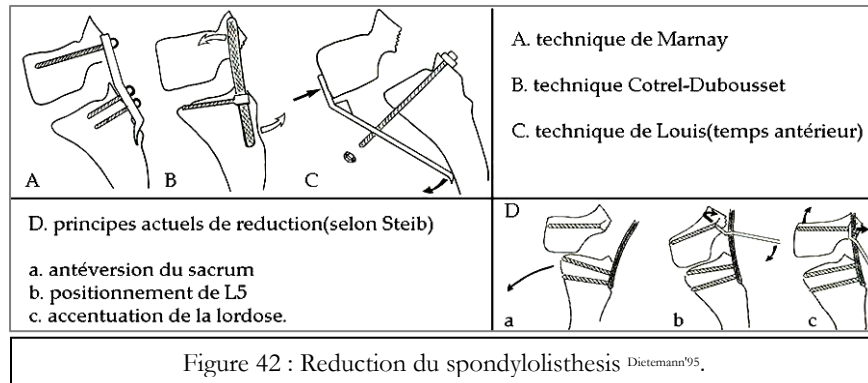 A
B
C
A. technique de Marnay
B. technique Cotrel-Dubousset
C. technique de Louis(temps antérieur)
D. principes actuels de reduction(selon Steib)
a. antéversion du sacrum
b. positionnement de L5
c. accentuation de la lordose.
D
a
b
c
Figure 42 : Reduction du spondylolisthesis Dietemann'95.